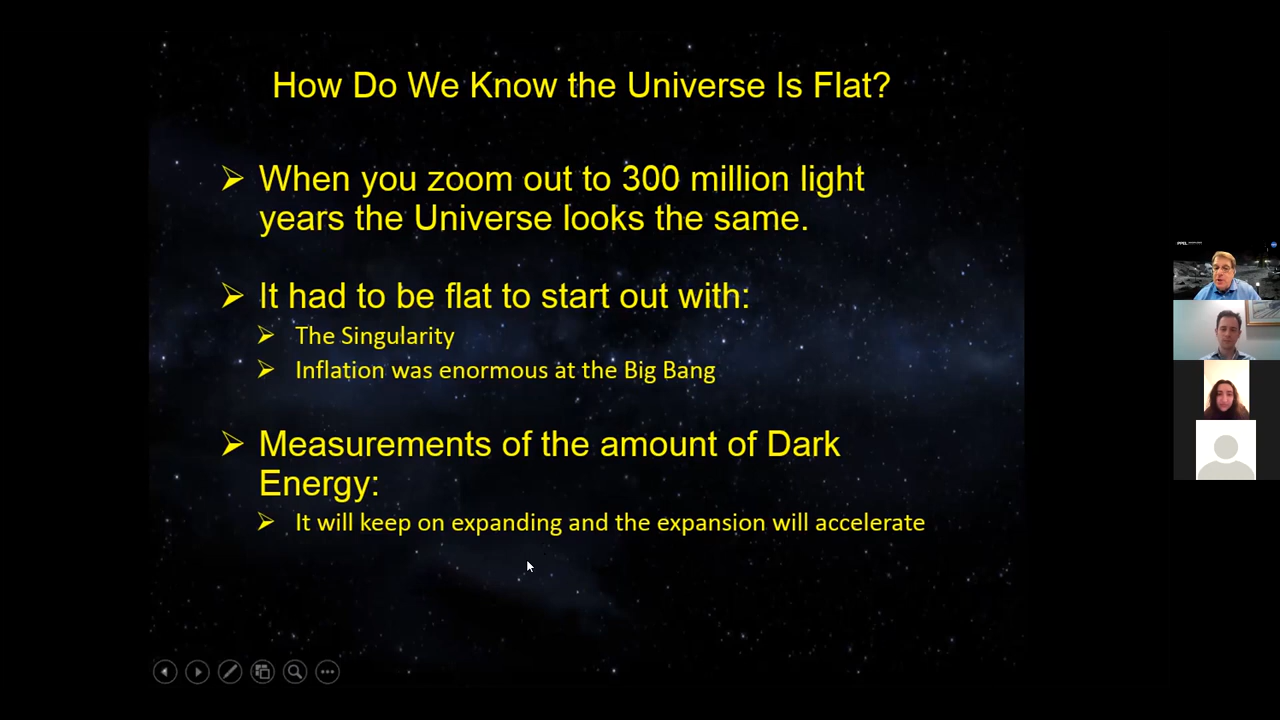 How Do We Know the Universe Is Flat?
When you zoom out to 300 million light
years the Universe looks the same.
It had to be flat to start out with:
The Singularity
Inflation was enormous at the Big Bang
Measurements of the amount of Dark
Energy:
It will keep on expanding and the expansion will accelerate
PPPL